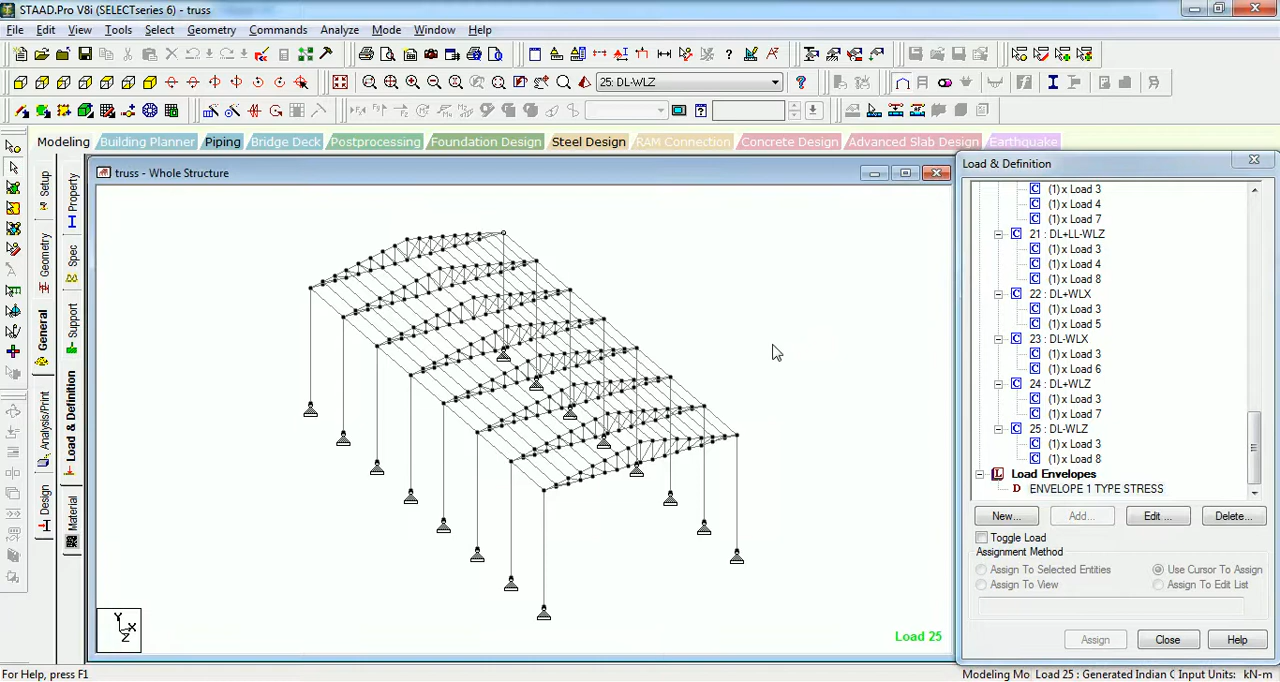 STAAD.Pro V8i (SELECTseries 6) - truss
File Edit View Tools Select Geometry Commands Analyze Mode Window Help
25: DL-WLZ
Modeling Building Planner Piping Bridge Deck Postprocessing Foundation Design Steel Design RAM Connection Concrete Design Advanced Slab Design Earthquake
Setup
Geometry
General
Analysis/Print
Design
Property
Spec
Support
Load & Definition
Material
truss - Whole Structure
Y
X
Z
Load 25
Load & Definition
(1) x Load 3
(1) x Load 4
(1) x Load 7
21 : DL+LL-WLZ
(1) x Load 3
(1) x Load 4
(1) x Load 8
22 : DL+WLX
(1) x Load 3
(1) x Load 5
23 : DL-WLX
(1) x Load 3
(1) x Load 6
24 : DL+WLZ
(1) x Load 3
(1) x Load 7
25 : DL-WLZ
(1) x Load 3
(1) x Load 8
Load Envelopes
ENVELOPE 1 TYPE STRESS
New... Add... Edit ... Delete...
Toggle Load
Assignment Method
Assign To Selected Entities Use Cursor To Assign
Assign To View Assign To Edit List
Assign Close Help
For Help, press F1
Modeling Mo Load 25 : Generated Indian C Input Units: kN-m